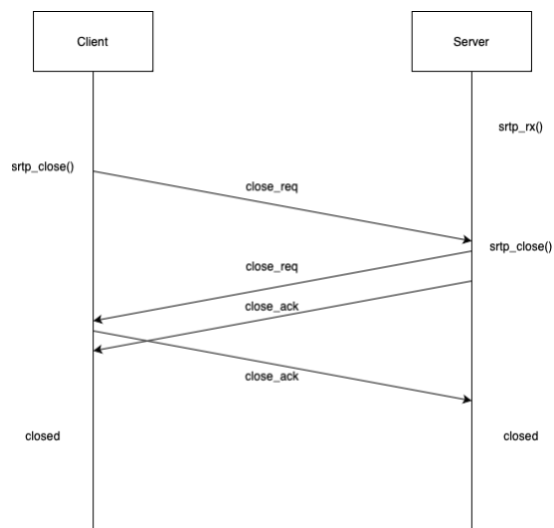 Client
Server
srtp_rx()
srtp_close()
close_req
srtp_close()
close_req
close_ack
close_ack
closed
closed